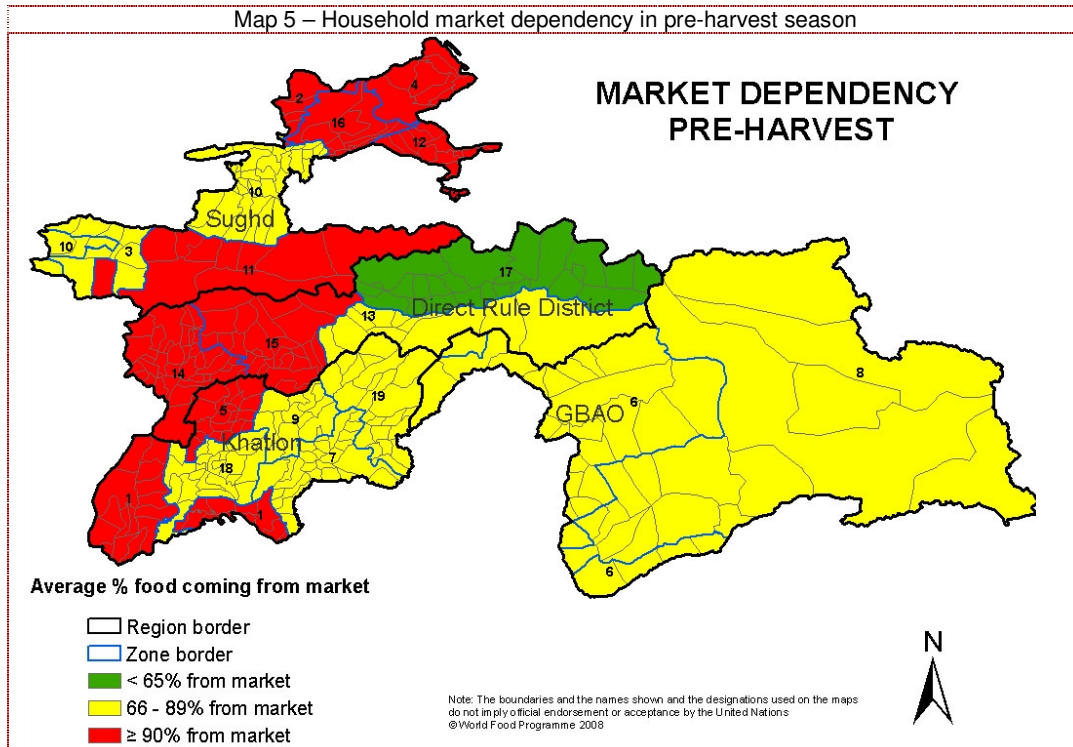 Map 5 – Household market dependency in pre-harvest season
MARKET DEPENDENCY
PRE-HARVEST
2
4
16
12
10
Sughd
10
3
11
17
Direct Rule District
13
15
14
8
5
19
9
6
GBAO
Khatlon
18
7
1
1
6
Average % food coming from market
Region border
Zone border
< 65% from market
66 - 89% from market
≥ 90% from market
N
Note: The boundaries and the names shown and the designations used on the maps
do not imply official endorsement or acceptance by the United Nations
©World Food Programme 2008